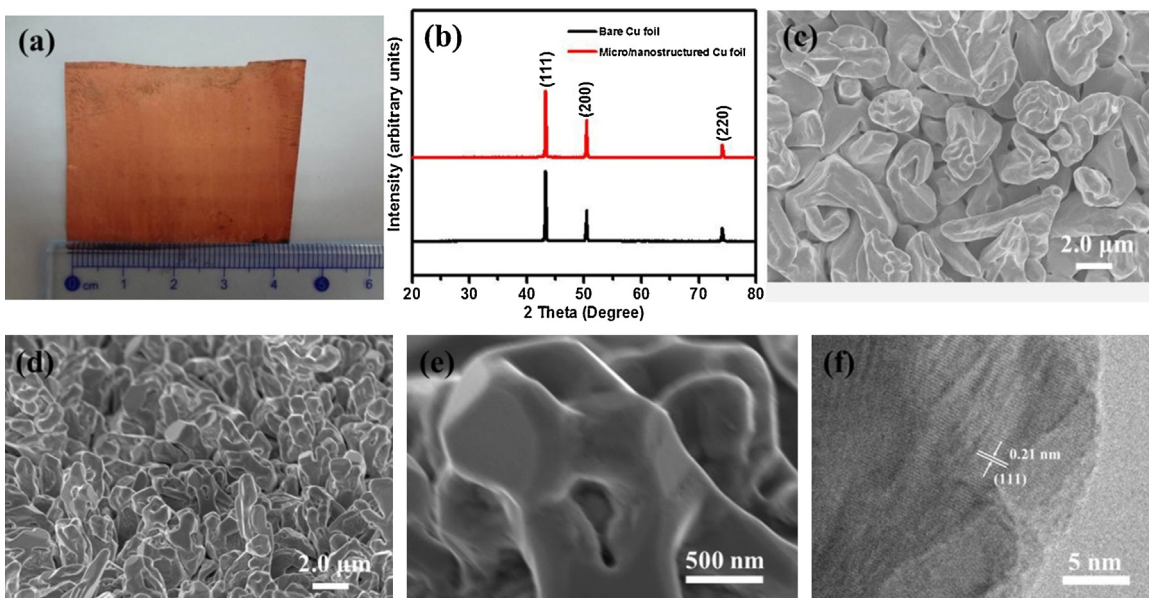 (a)
0 cm 1 2 3 4 5 6
(b)
Bare Cu foil
Micro/nanostructured Cu foil
(111)
(200)
(220)
Intensity (arbitrary units)
20 30 40 50 60 70 80
2 Theta (Degree)
(c)
2.0 μm
(d)
2.0 μm
(e)
500 nm
(f)
0.21 nm
(111)
5 nm